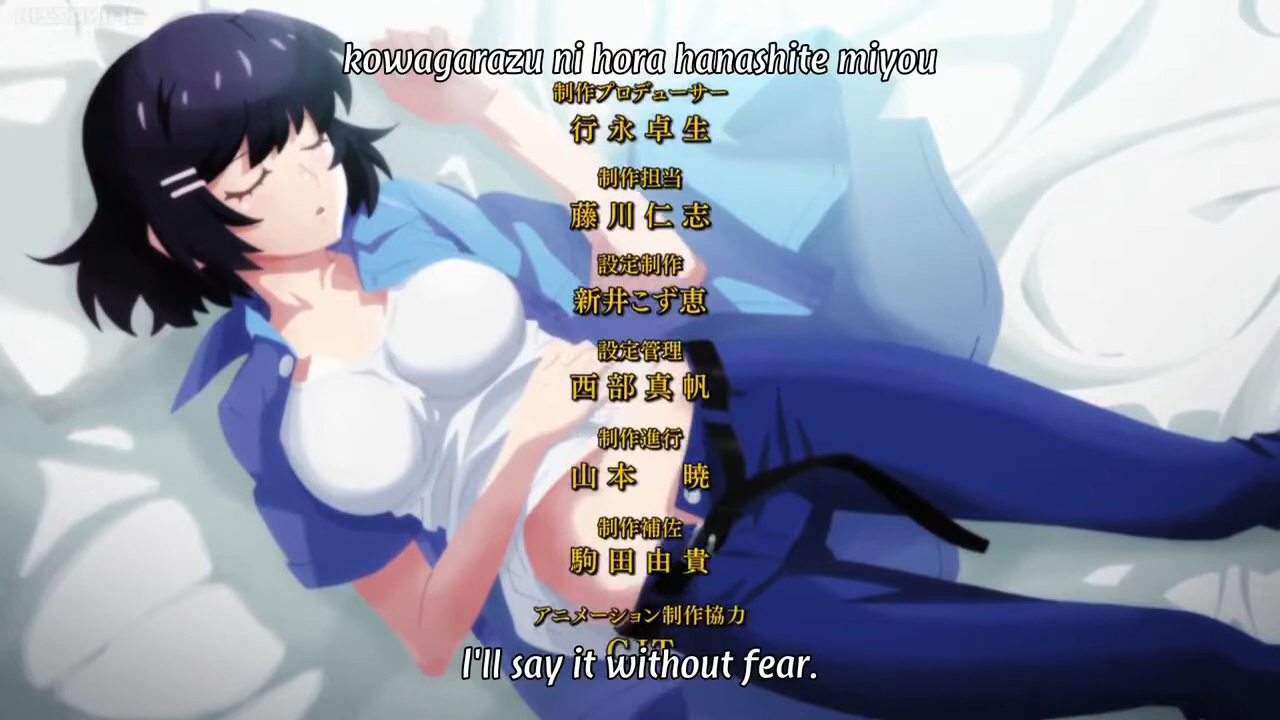 kowagarazu ni hora hanashite miyou
制作プロデューサー
行永卓生
制作担当
藤川仁志
設定制作
新井こず恵
設定管理
西部真帆
制作進行
山本 暁
制作補佐
駒田由貴
アニメーション制作協力
I'll say it without fear.